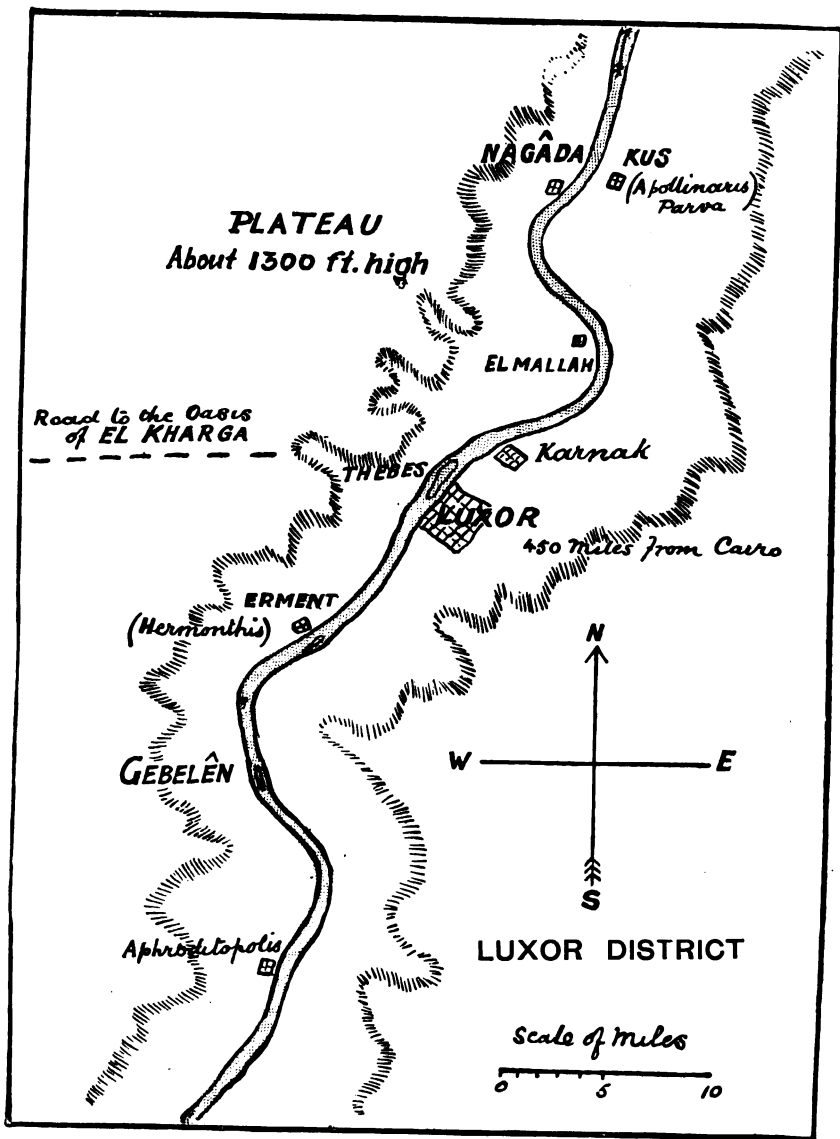 NAGÂDA
KUS
(Apollinaris)
Parva
PLATEAU
About 1300 ft. high
EL MALLAH
Road to the Oasis
of EL KHARGA
THEBES
Karnak
LUXOR
450 Miles from Cairo
ERMENT
(Hermonthis)
N
W
E
S
GEBELÊN
Aphroditopolis
LUXOR DISTRICT
Scale of Miles
0 5 10